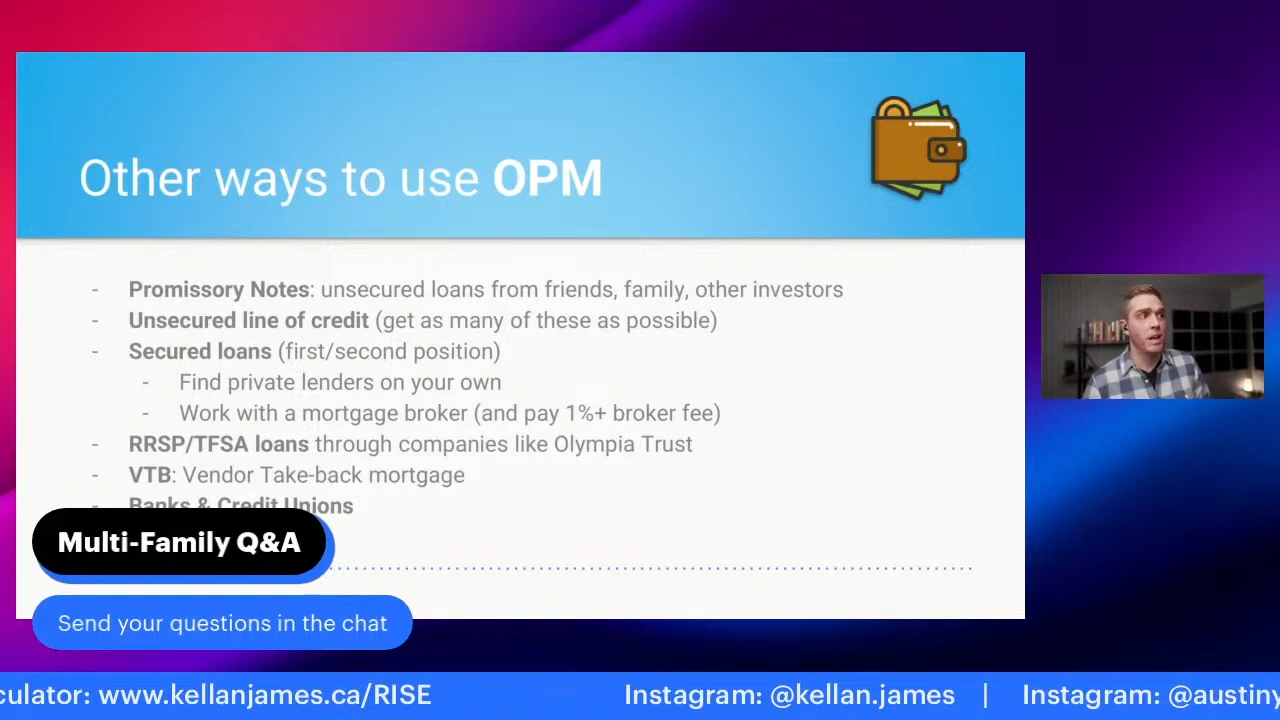 Other ways to use OPM
- Promissory Notes: unsecured loans from friends, family, other investors
- Unsecured line of credit (get as many of these as possible)
- Secured loans (first/second position)
- Find private lenders on your own
- Work with a mortgage broker (and pay 1%+ broker fee)
- RRSP/TFSA loans through companies like Olympia Trust
- VTB: Vendor Take-back mortgage
- Banks & Credit Unions
Multi-Family Q&A
Send your questions in the chat
culator: www.kellanjames.ca/RISE Instagram: @kellan.james | Instagram: @austiny